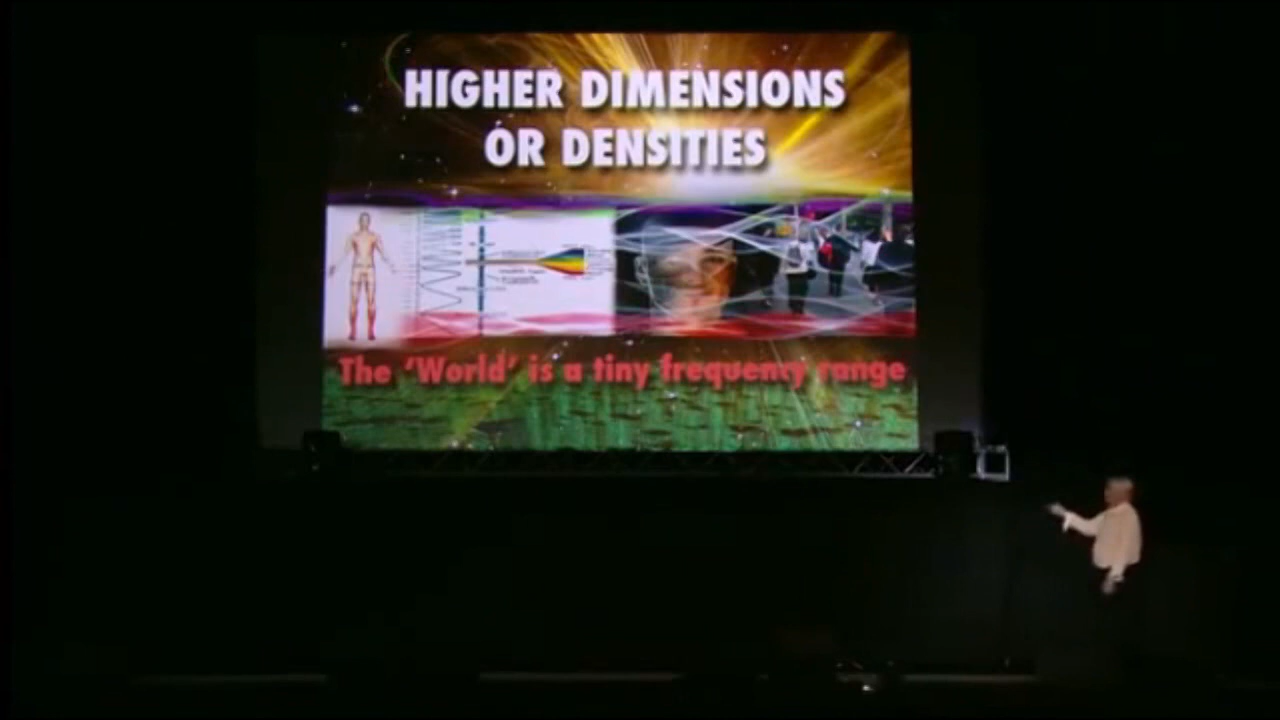 HIGHER DIMENSIONS
OR DENSITIES
The ‘World’ is a tiny frequency range